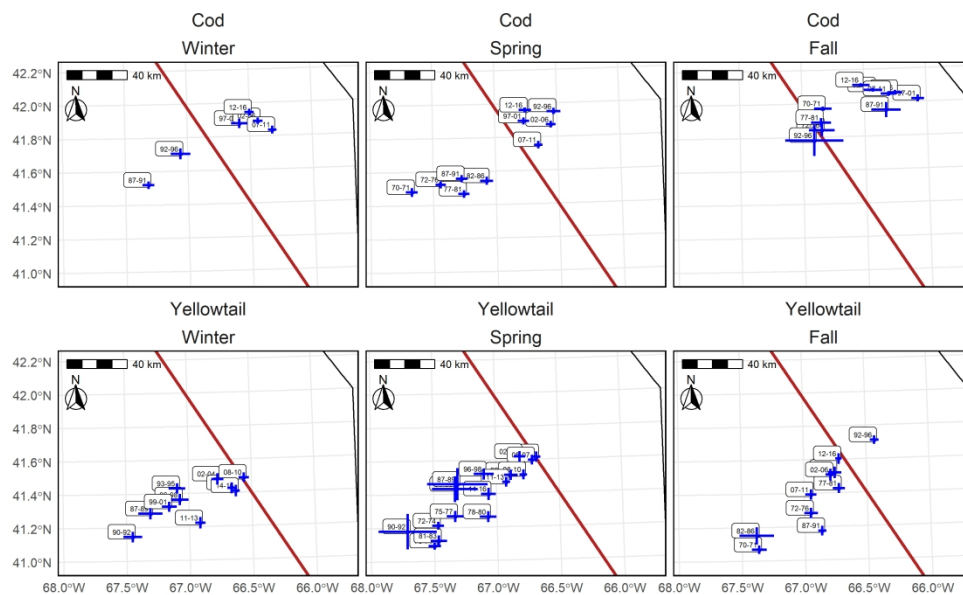 Cod
Winter
Cod
Spring
Cod
Fall
42.2°N
42.0°N
41.8°N
41.6°N
41.4°N
41.2°N
41.0°N
40 km
N
12-16
97-0
07-11
92-96
87-91
40 km
N
12-16
92-96
97-01
02-06
07-11
87-91
82-86
72-76
70-71
77-81
40 km
N
12-16
97-01
87-91
70-71
77-81
92-96
Yellowtail
Winter
Yellowtail
Spring
Yellowtail
Fall
42.2°N
42.0°N
41.8°N
41.6°N
41.4°N
41.2°N
41.0°N
40 km
N
08-10
02-04
93-95
99-01
11-13
90-92
40 km
N
96-98
87-89
75-77
78-80
72-74
90-92
81-83
40 km
N
92-96
12-16
02-06
77-81
07-11
72-76
87-91
82-86
70-71
68.0°W 67.5°W 67.0°W 66.5°W 66.0°W
68.0°W 67.5°W 67.0°W 66.5°W 66.0°W
68.0°W 67.5°W 67.0°W 66.5°W 66.0°W